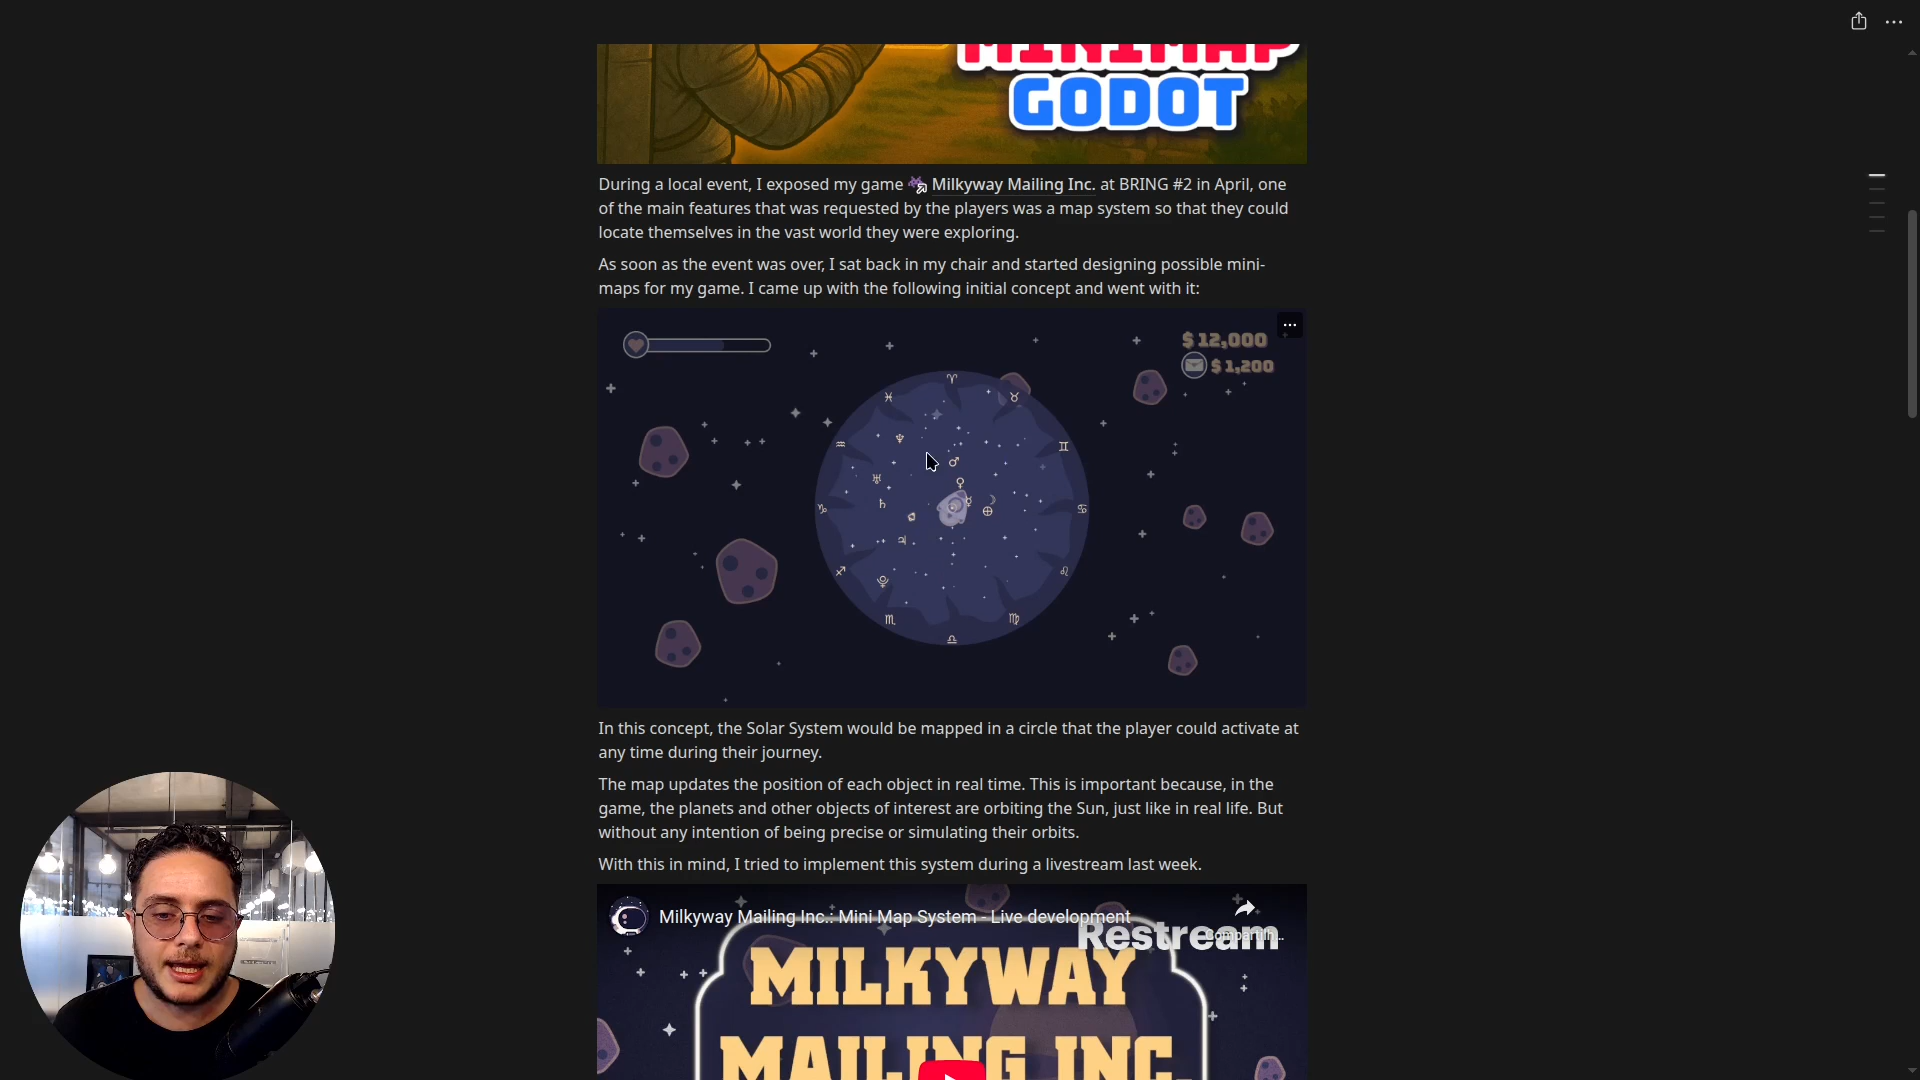 MINIMAP
GODOT
During a local event, I exposed my game Milkyway Mailing Inc. at BRING #2 in April, one
of the main features that was requested by the players was a map system so that they could
locate themselves in the vast world they were exploring.
As soon as the event was over, I sat back in my chair and started designing possible mini-
maps for my game. I came up with the following initial concept and went with it:
$ 12,000
$ 1,200
In this concept, the Solar System would be mapped in a circle that the player could activate at
any time during their journey.
The map updates the position of each object in real time. This is important because, in the
game, the planets and other objects of interest are orbiting the Sun, just like in real life. But
without any intention of being precise or simulating their orbits.
With this in mind, I tried to implement this system during a livestream last week.
Milkyway Mailing Inc.: Mini Map System - Live development
Restream
Compartilh...
MILKYWAY
MAILING INC.